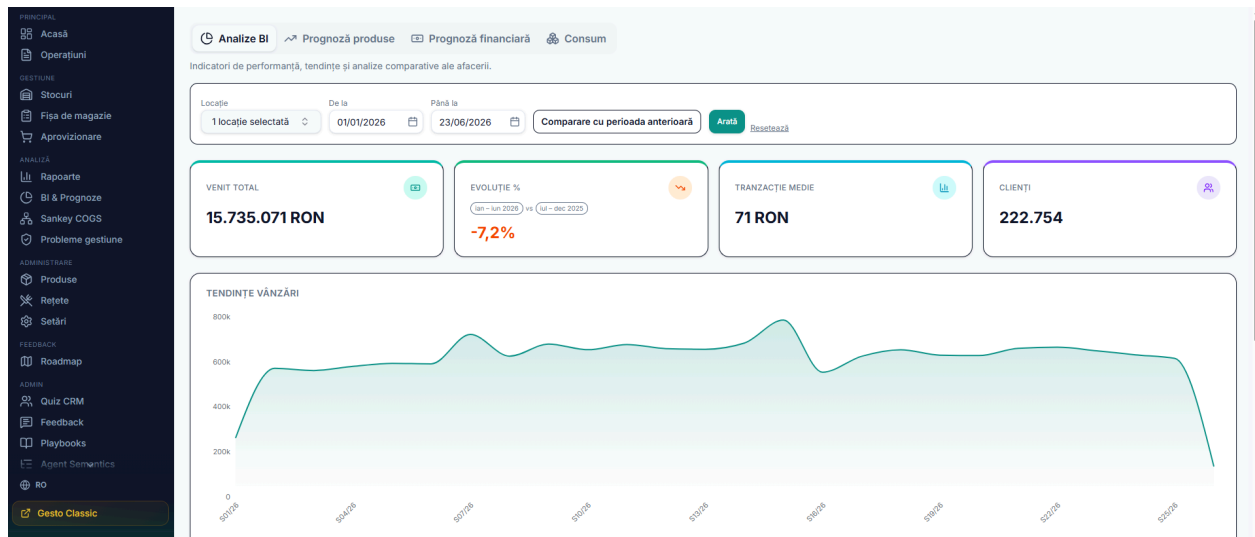 PRINCIPAL
Acasă
Operațiuni
GESTIUNE
Stocuri
Fișa de magazie
Aprovizionare
ANALIZĂ
Rapoarte
BI & Prognoze
Sankey COGS
Probleme gestiune
ADMINISTRARE
Produse
Rețete
Setări
FEEDBACK
Roadmap
ADMIN
Quiz CRM
Feedback
Playbooks
Agent Semantics
RO
Gesto Classic
Analize BI Prognoză produse Prognoză financiară Consum
Indicatori de performanță, tendințe și analize comparative ale afacerii.
Locație De la Până la
1 locație selectată 01/01/2026 23/06/2026 Comparare cu perioada anterioară Arată Resetează
VENIT TOTAL
15.735.071 RON
EVOLUȚIE %
ian – iun 2026 vs iul – dec 2025
-7,2%
TRANZACȚIE MEDIE
71 RON
CLIENȚI
222.754
TENDINȚE VÂNZĂRI
800k
600k
400k
200k
0
S01/26 S04/26 S07/26 S10/26 S13/26 S16/26 S19/26 S22/26 S25/26